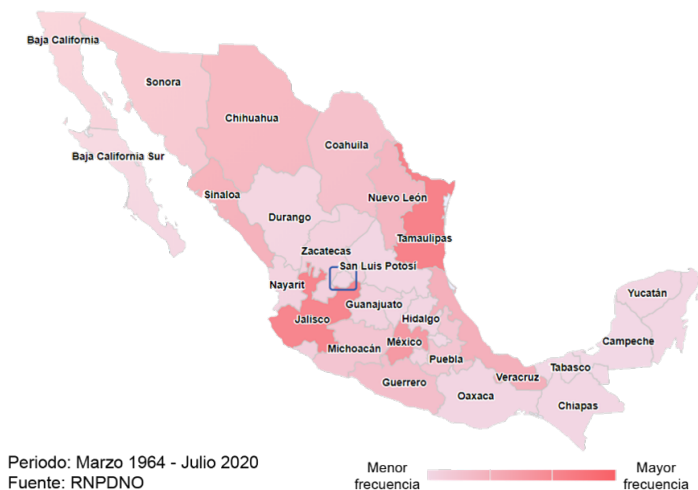 Baja California
Sonora
Chihuahua
Coahuila
Baja California Sur
Sinaloa
Nuevo León
Durango
Tamaulipas
Zacatecas
San Luis Potosí
Nayarit
Yucatán
Guanajuato
Jalisco
Hidalgo
Campeche
México
Michoacán
Puebla
Tabasco
Veracruz
Guerrero
Oaxaca
Chiapas
Periodo: Marzo 1964 - Julio 2020
Fuente: RNPDNO
Menor
frecuencia
Mayor
frecuencia